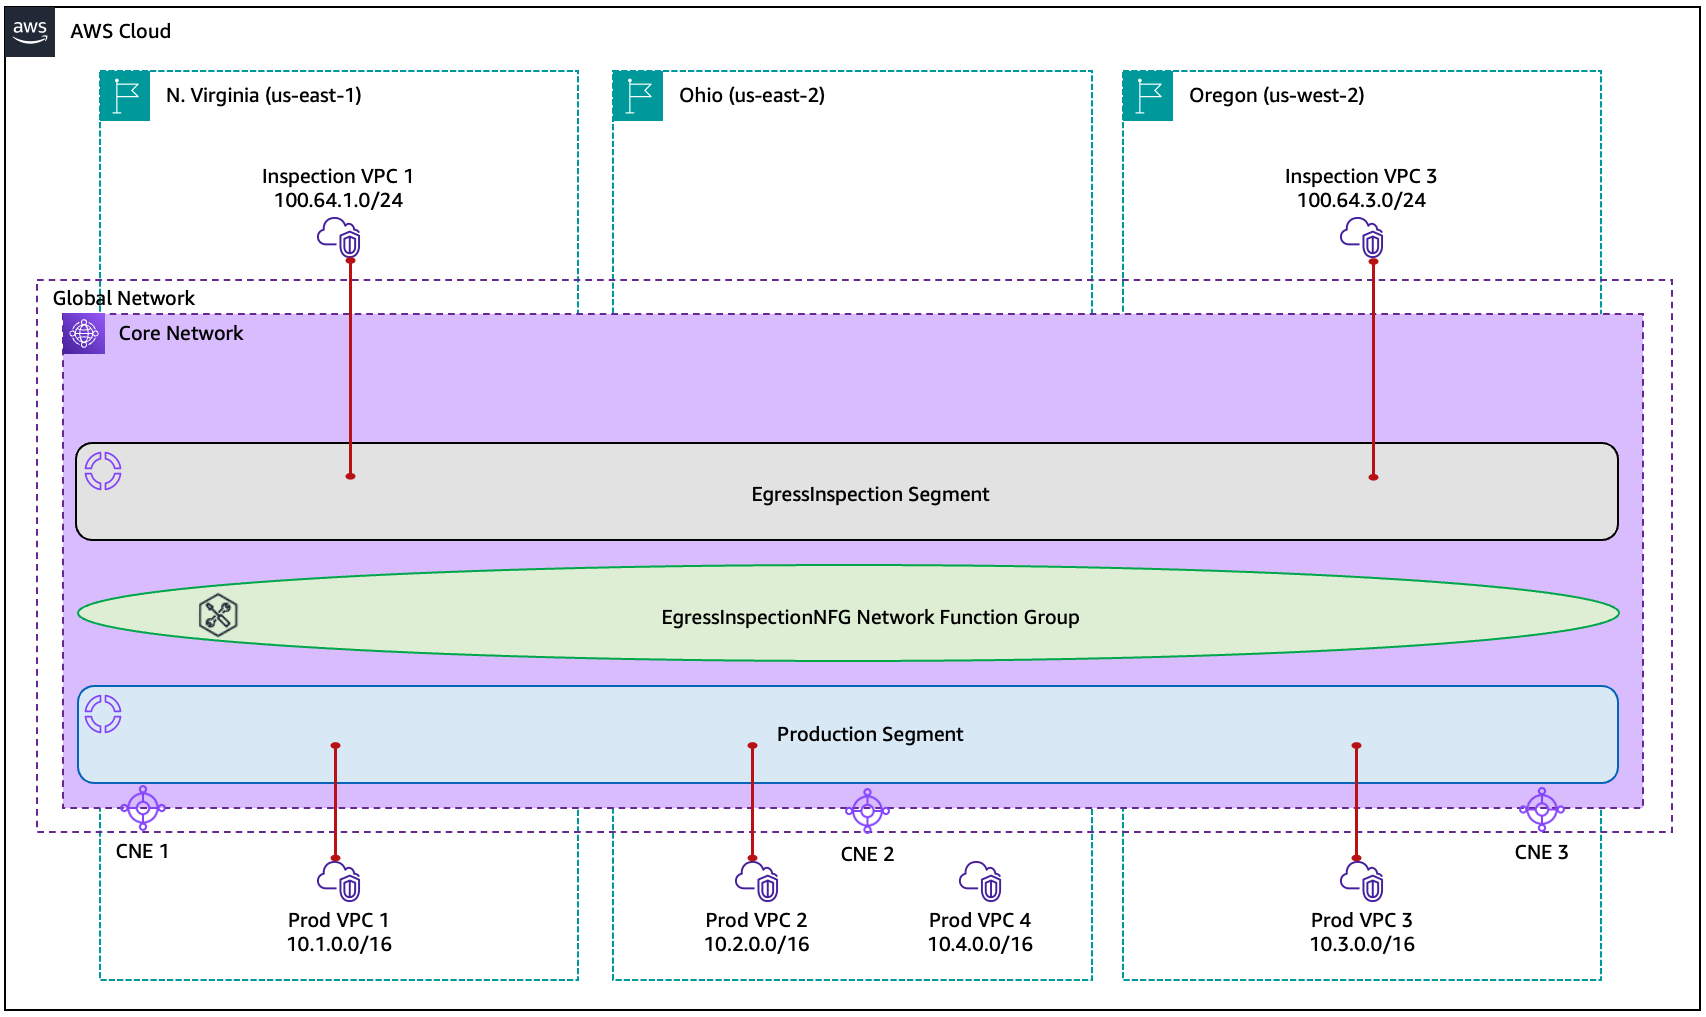 aws
AWS Cloud
N. Virginia (us-east-1)
Ohio (us-east-2)
Oregon (us-west-2)
Inspection VPC 1
100.64.1.0/24
Inspection VPC 3
100.64.3.0/24
Global Network
Core Network
EgressInspection Segment
EgressInspectionNFG Network Function Group
Production Segment
CNE 1
CNE 2
CNE 3
Prod VPC 1
10.1.0.0/16
Prod VPC 2
10.2.0.0/16
Prod VPC 4
10.4.0.0/16
Prod VPC 3
10.3.0.0/16